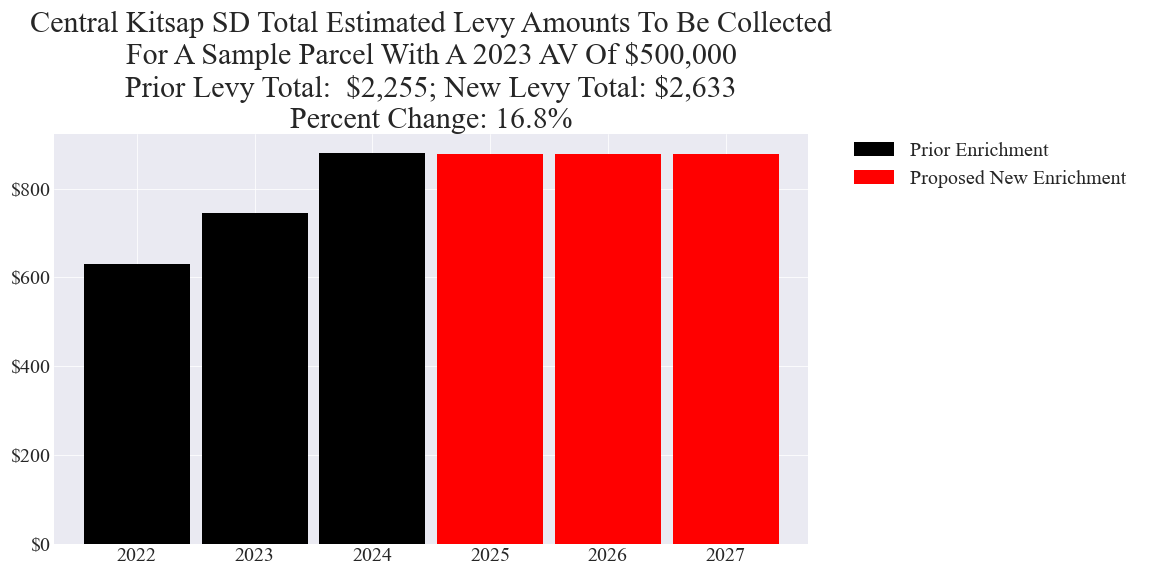 Central Kitsap SD Total Estimated Levy Amounts To Be Collected
For A Sample Parcel With A 2023 AV Of $500,000
Prior Levy Total:  $2,255; New Levy Total: $2,633
Percent Change: 16.8%
Prior Enrichment
Proposed New Enrichment
$800
$600
$400
$200
$0
2022 2023 2024 2025 2026 2027